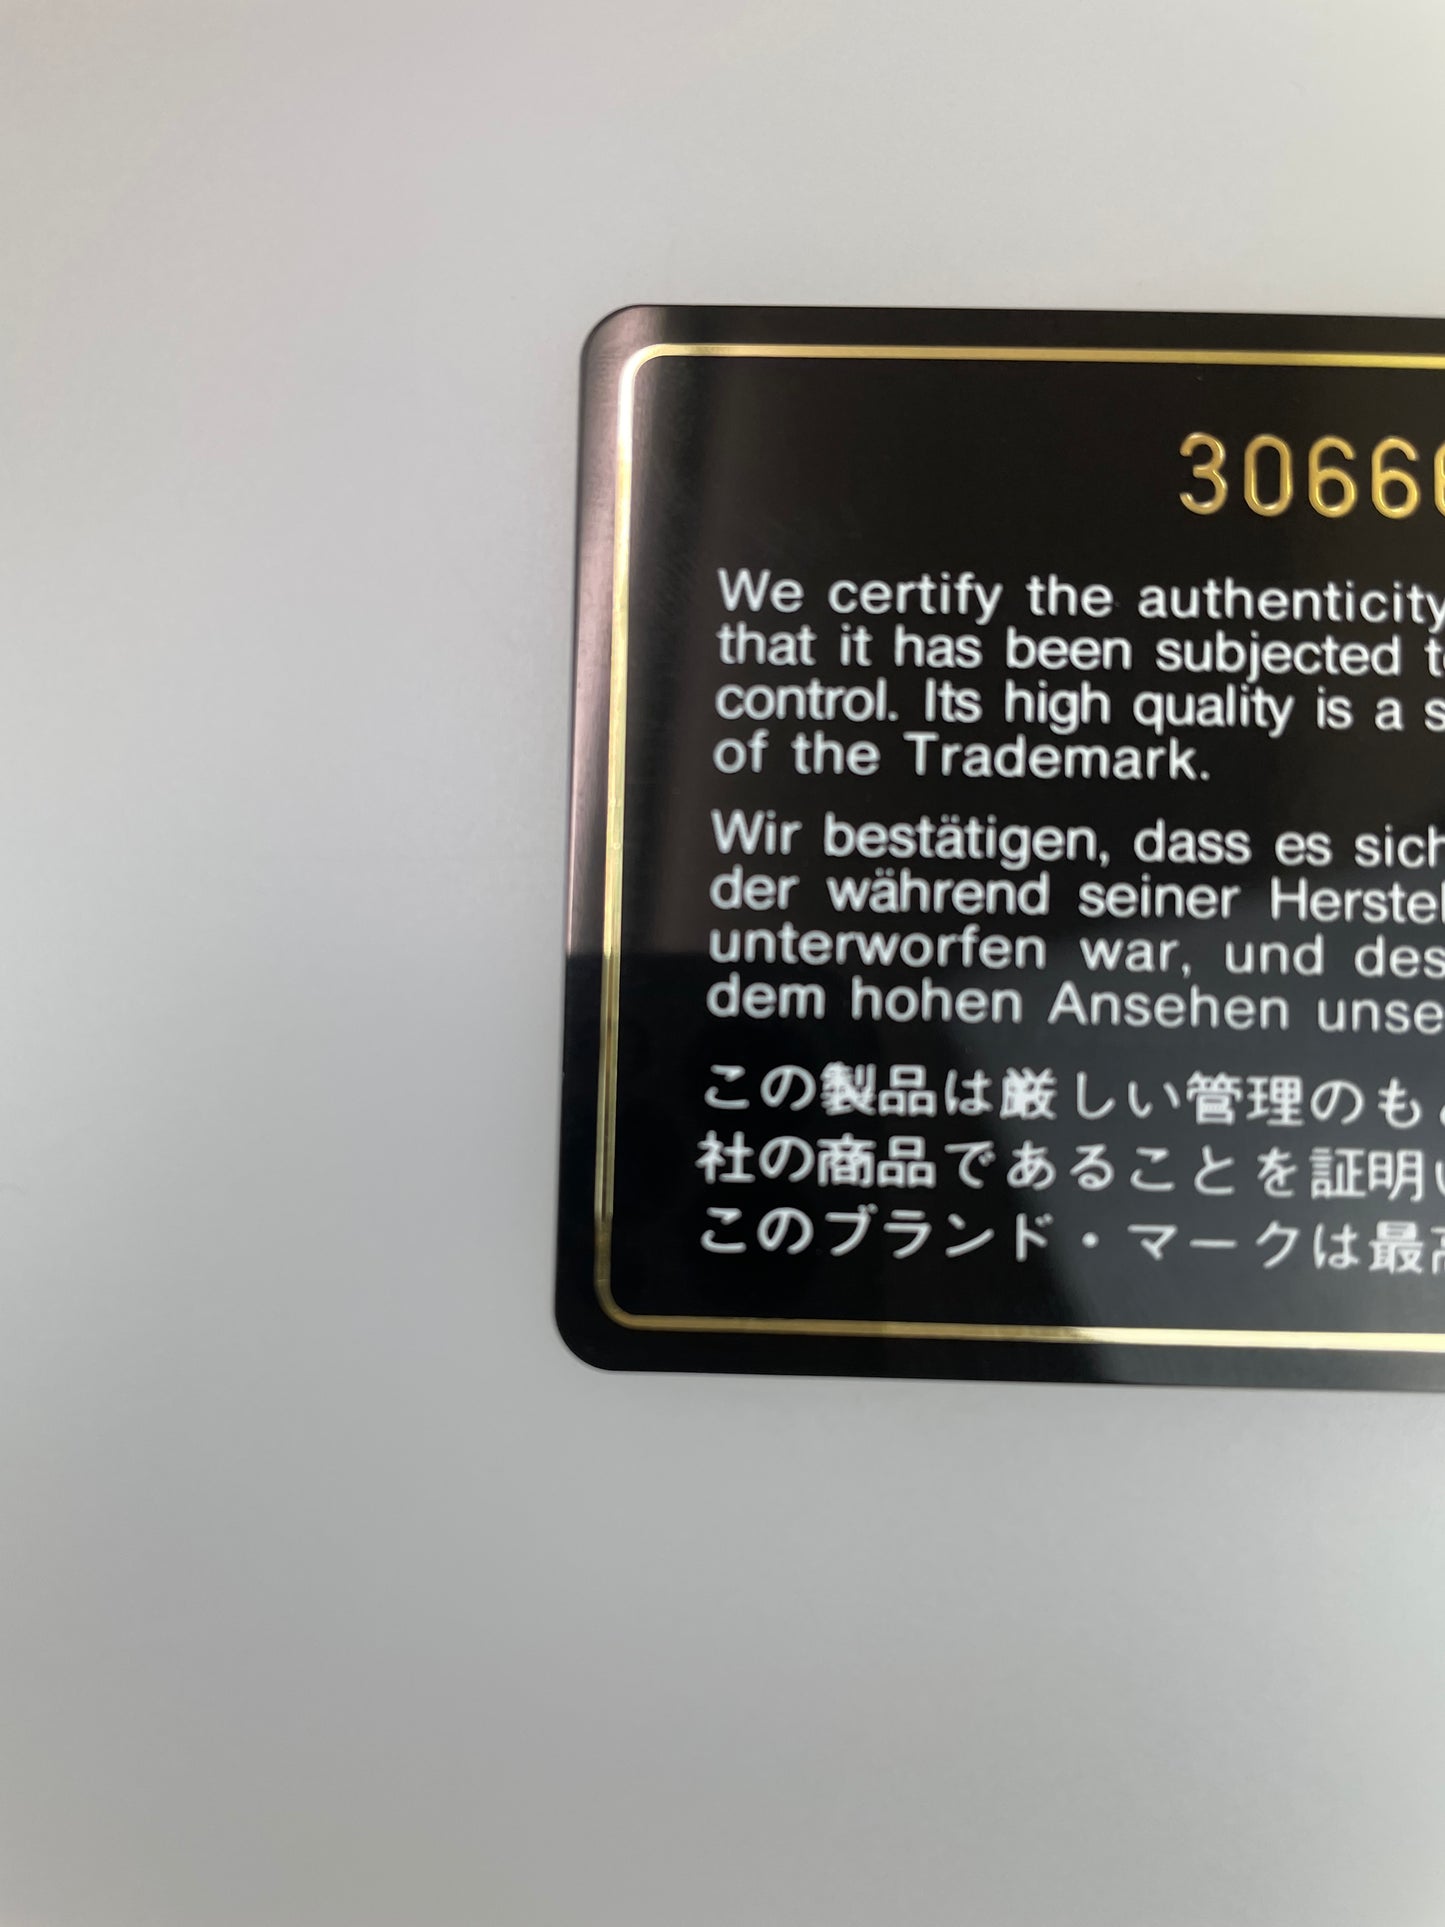 3066
We certify the authenticity
that it has been subjected
control. Its high quality is a
of the Trademark.
Wir bestätigen, dass es sich
der während seiner
unterworfen war, und
dem hohen Ansehen
この製品は厳しい管理のも
社の商品であることを証明
このブランド・マークは最